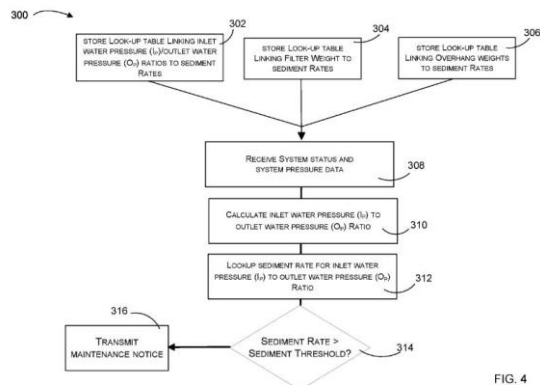 300
302
STORE LOOK-UP TABLE LINKING INLET
WATER PRESSURE (Iₚ)/OUTLET WATER
PRESSURE (Oₚ) RATIOS TO SEDIMENT
RATES
304
STORE LOOK-UP TABLE
LINKING FILTER WEIGHT TO
SEDIMENT RATES
306
STORE LOOK-UP TABLE
LINKING OVERHANG WEIGHTS
TO SEDIMENT RATES
RECEIVE SYSTEM STATUS AND
SYSTEM PRESSURE DATA
308
CALCULATE INLET WATER PRESSURE (Iₚ) TO
OUTLET WATER PRESSURE (Oₚ) RATIO
310
LOOKUP SEDIMENT RATE FOR INLET WATER
PRESSURE (Iₚ) TO OUTLET WATER PRESSURE (Oₚ)
RATIO
312
316
TRANSMIT
MAINTENANCE NOTICE
SEDIMENT RATE >
SEDIMENT THRESHOLD?
314
FIG. 4